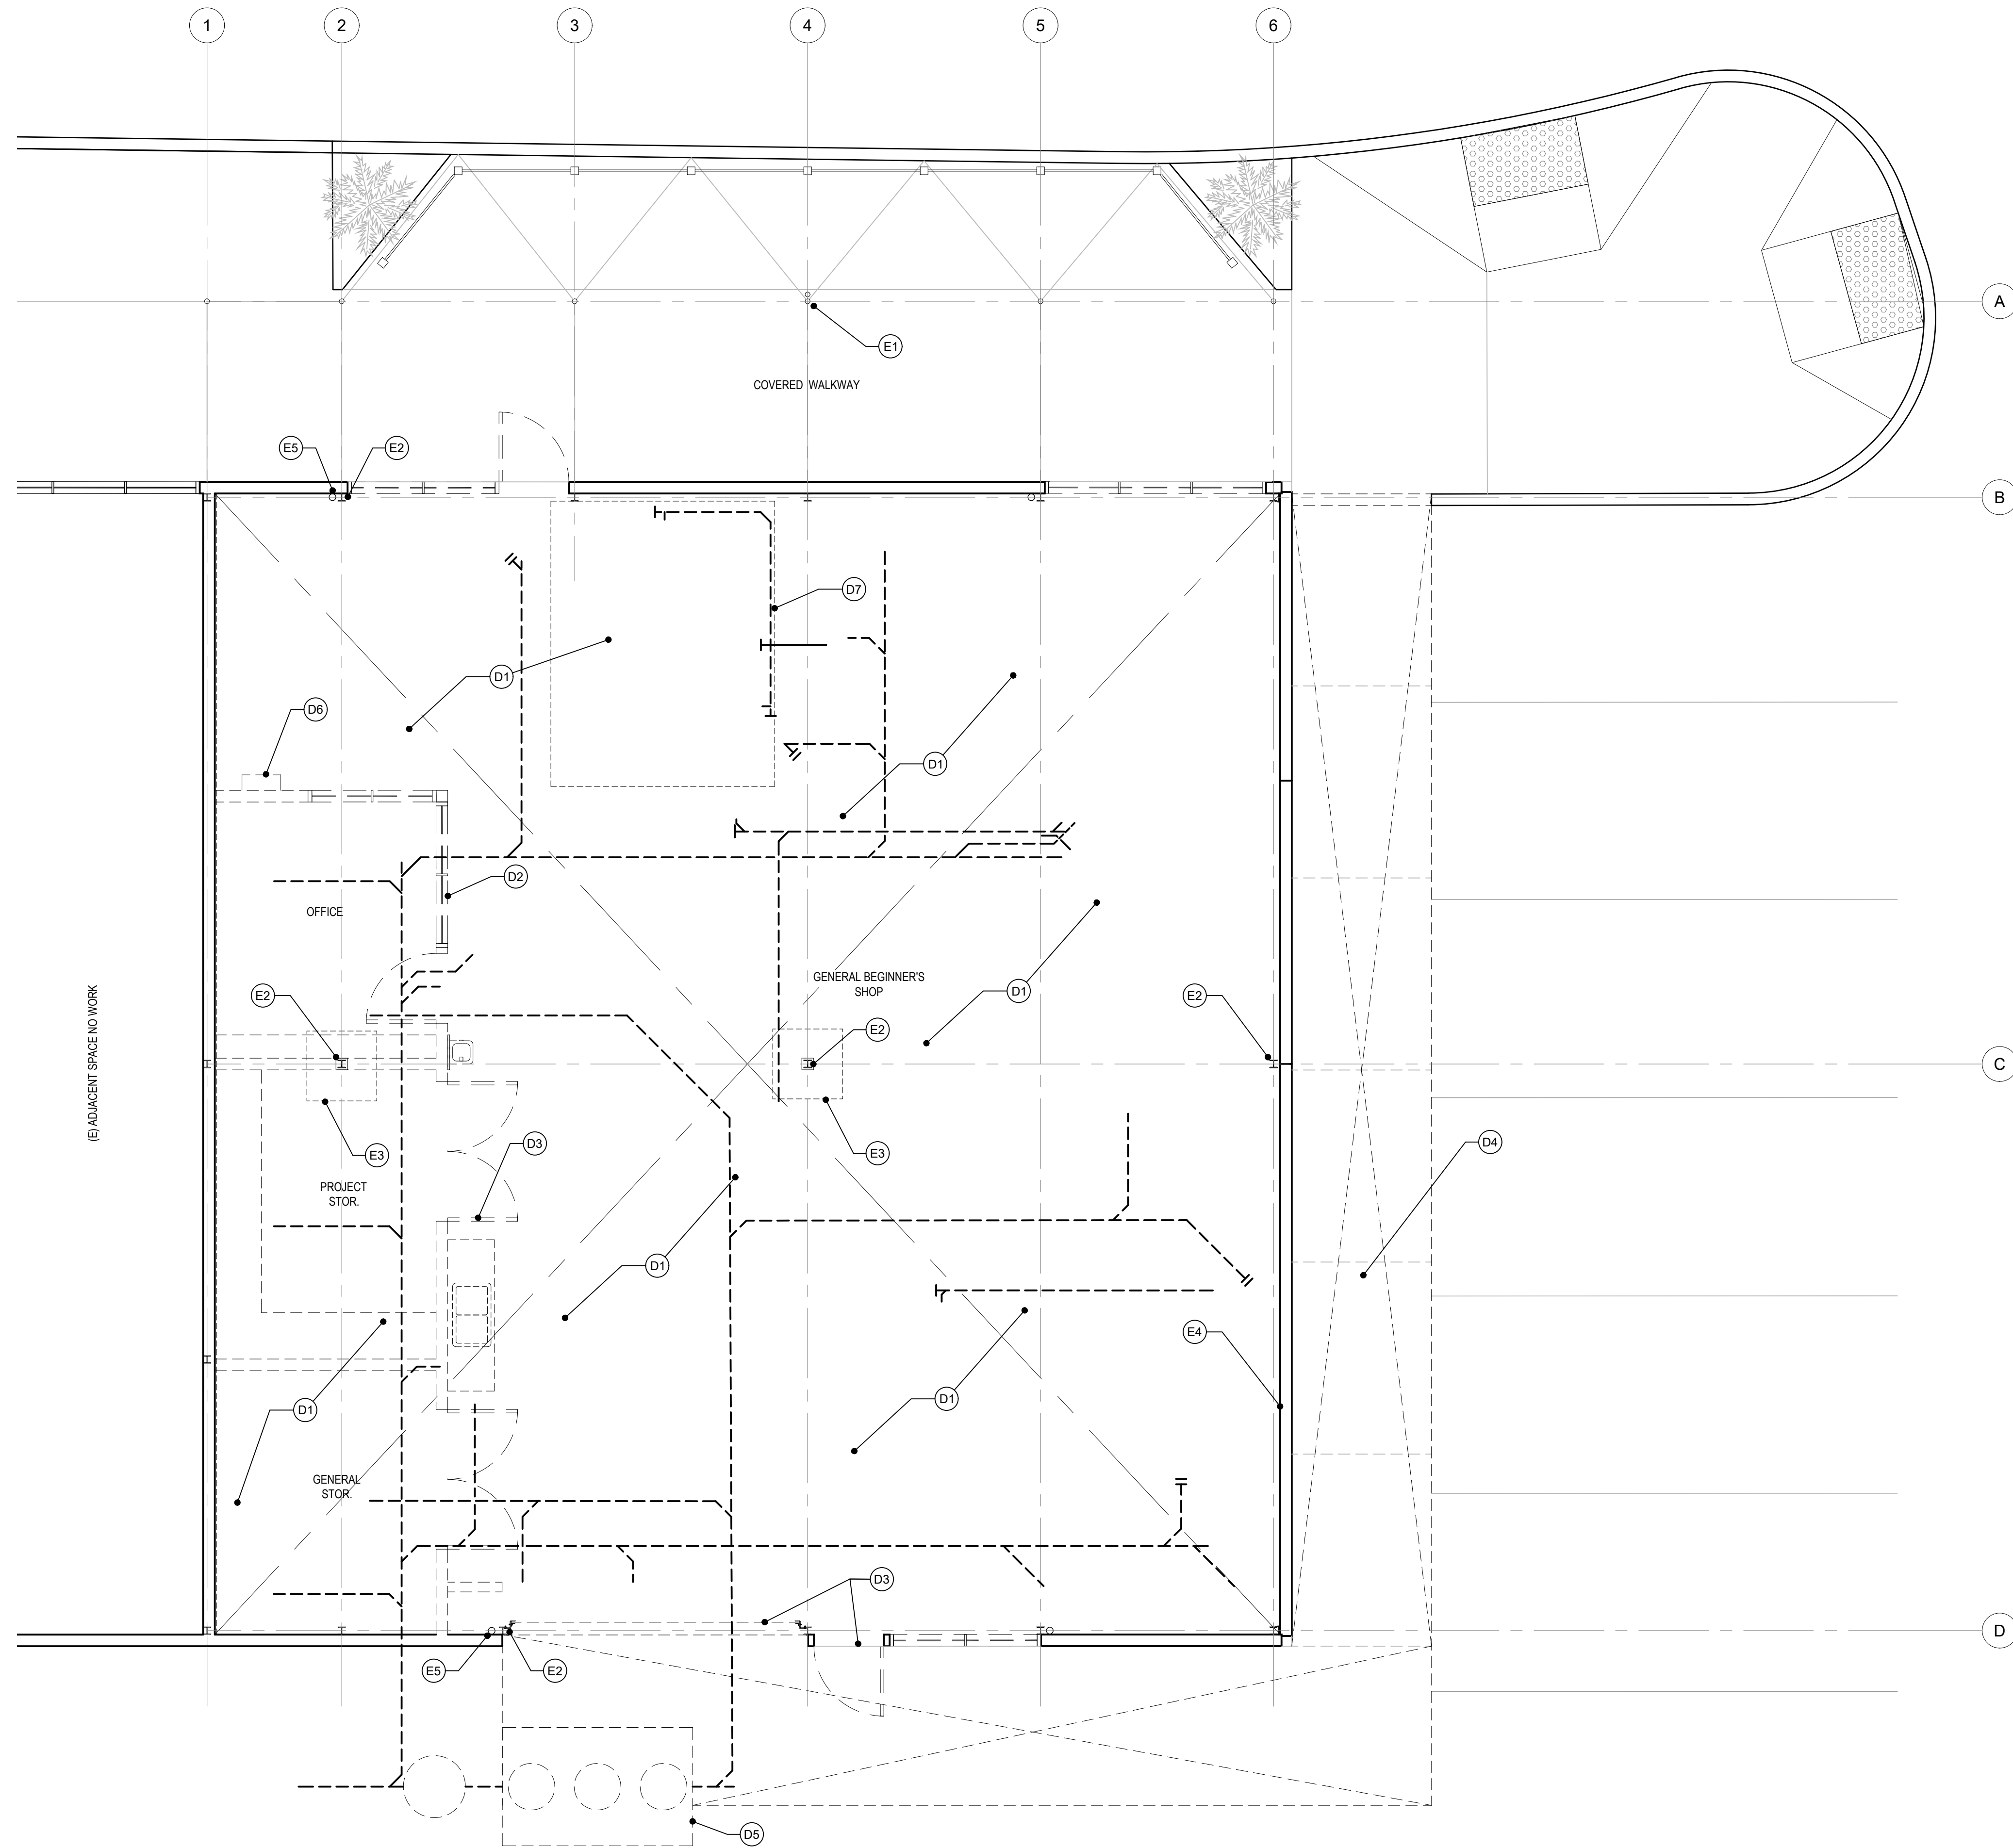 1
2
3
4
5
6
A
E1
COVERED WALKWAY
E5
E2
B
D7
D1
D6
D1
D2
OFFICE
GENERAL BEGINNER'S
SHOP
(E) ADJACENT SPACE NO WORK
E2
D1
E2
E2
C
D3
D4
E3
E3
PROJECT
STOR.
D1
E4
D1
D1
GENERAL
STOR.
D3
D
E5
E2
D5